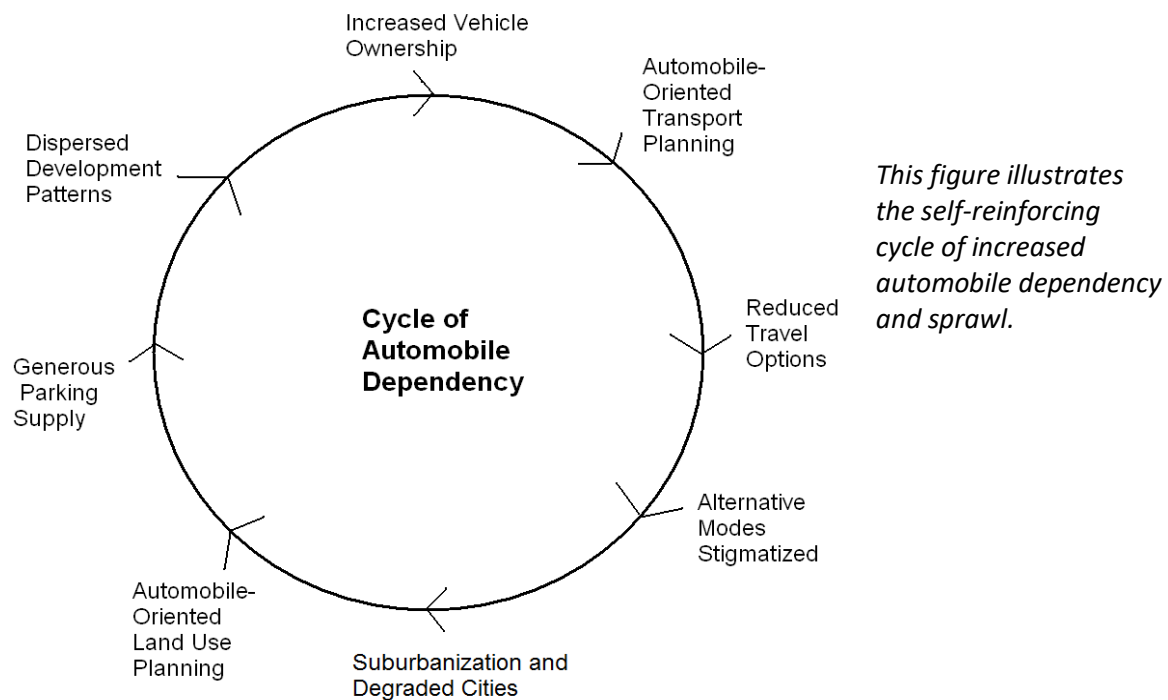 Increased Vehicle
Ownership
Automobile-
Oriented
Transport
Planning
Reduced
Travel
Options
Alternative
Modes
Stigmatized
Suburbanization and
Degraded Cities
Automobile-
Oriented
Land Use
Planning
Generous
Parking
Supply
Dispersed
Development
Patterns
Cycle of
Automobile
Dependency
This figure illustrates
the self-reinforcing
cycle of increased
automobile dependency
and sprawl.